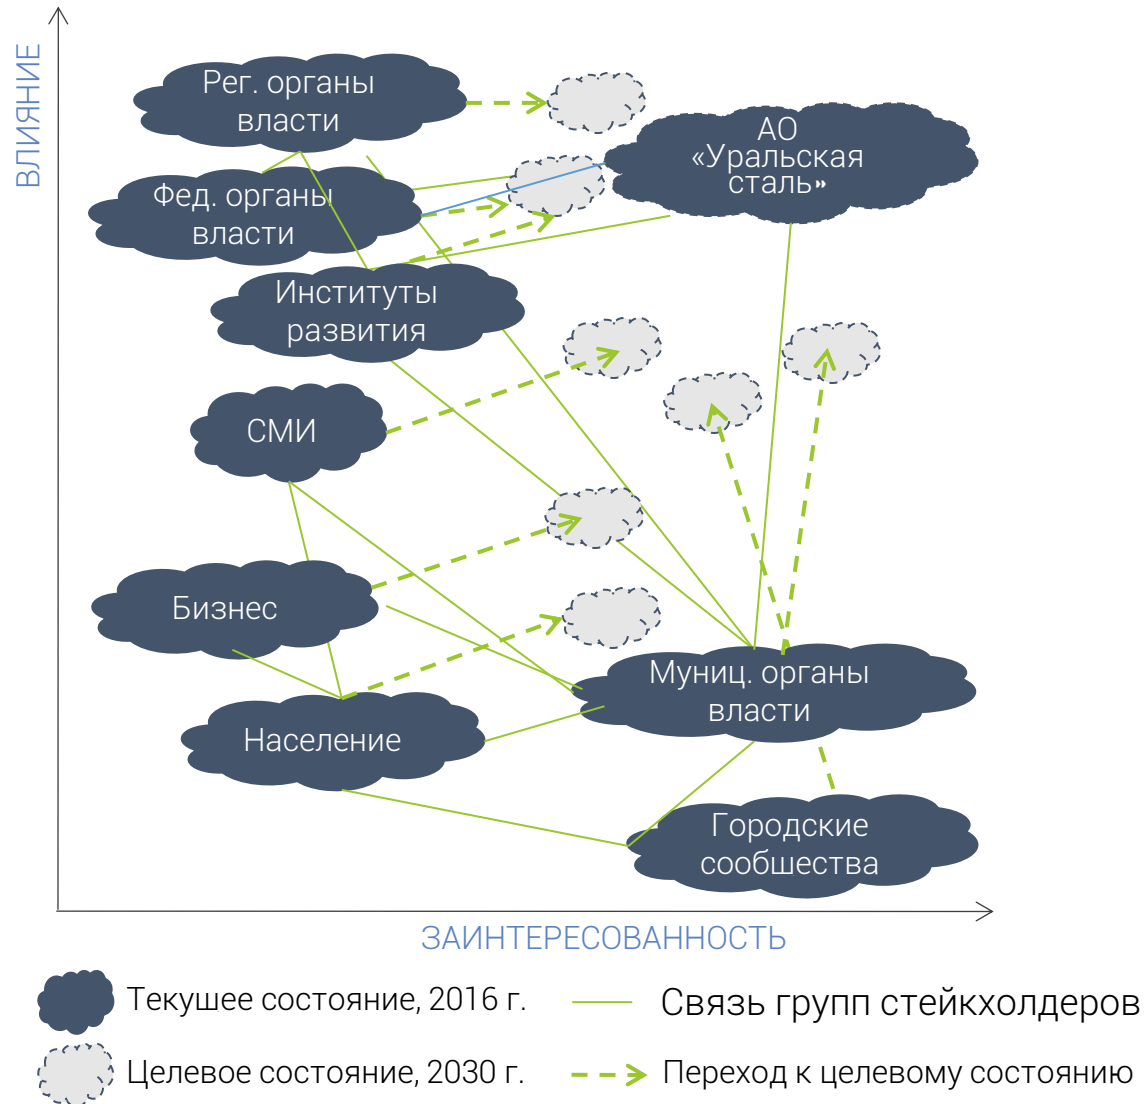 ВЛИЯНИЕ
Рег. органы
власти
АО
«Уральская
сталь»
Фед. органы
власти
Институты
развития
СМИ
Бизнес
Муниц. органы
власти
Население
Городские
сообшества
ЗАИНТЕРЕСОВАННОСТЬ
Текушее состояние, 2016 г.
Связь групп стейкхолдеров
Целевое состояние, 2030 г.
Переход к целевому состоянию